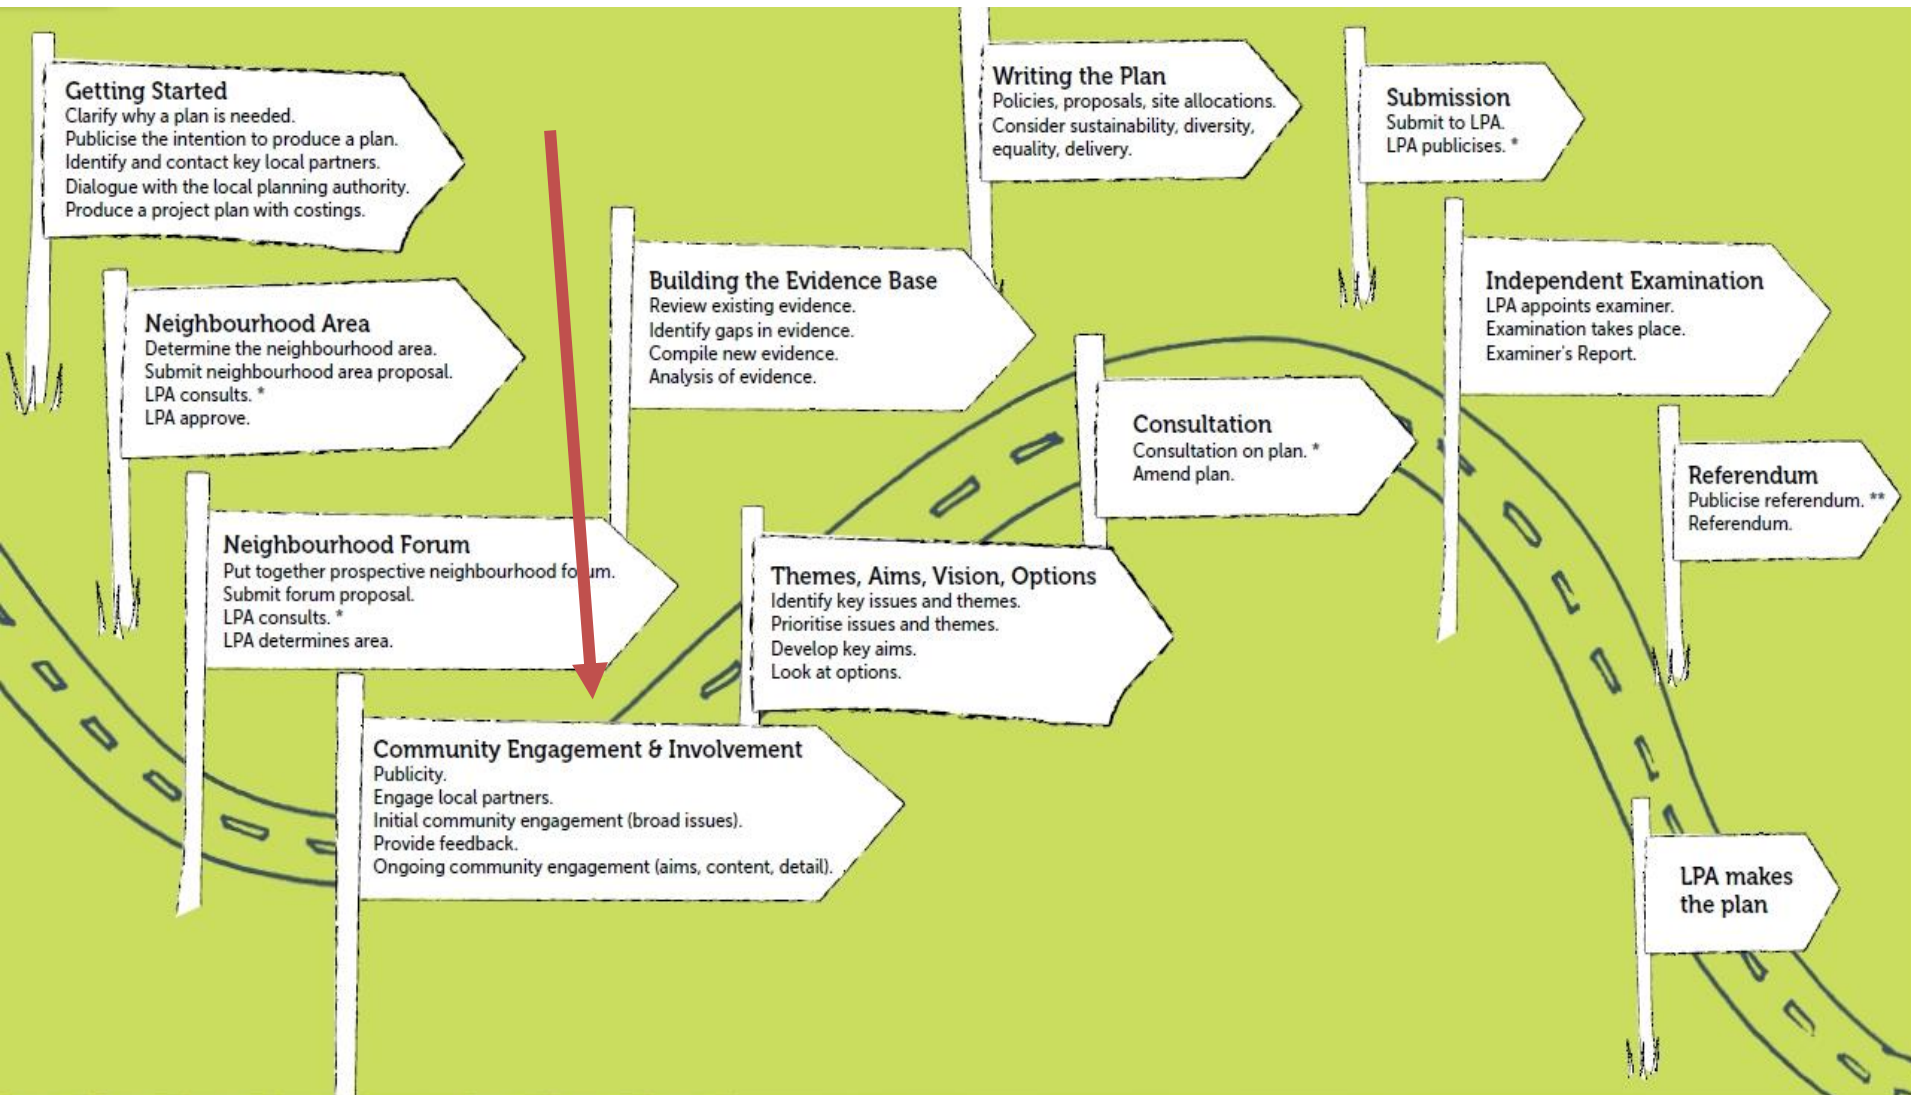 Getting Started
Clarify why a plan is needed.
Publicise the intention to produce a plan.
Identify and contact key local partners.
Dialogue with the local planning authority.
Produce a project plan with costings.
Neighbourhood Area
Determine the neighbourhood area.
Submit neighbourhood area proposal.
LPA consults. *
LPA approve.
Neighbourhood Forum
Put together prospective neighbourhood forum.
Submit forum proposal.
LPA consults. *
LPA determines area.
Community Engagement & Involvement
Publicity.
Engage local partners.
Initial community engagement (broad issues).
Provide feedback.
Ongoing community engagement (aims, content, detail).
Building the Evidence Base
Review existing evidence.
Identify gaps in evidence.
Compile new evidence.
Analysis of evidence.
Themes, Aims, Vision, Options
Identify key issues and themes.
Prioritise issues and themes.
Develop key aims.
Look at options.
Writing the Plan
Policies, proposals, site allocations.
Consider sustainability, diversity,
equality, delivery.
Consultation
Consultation on plan. *
Amend plan.
Submission
Submit to LPA.
LPA publicises. *
Independent Examination
LPA appoints examiner.
Examination takes place.
Examiner's Report.
Referendum
Publicise referendum. **
Referendum.
LPA makes
the plan